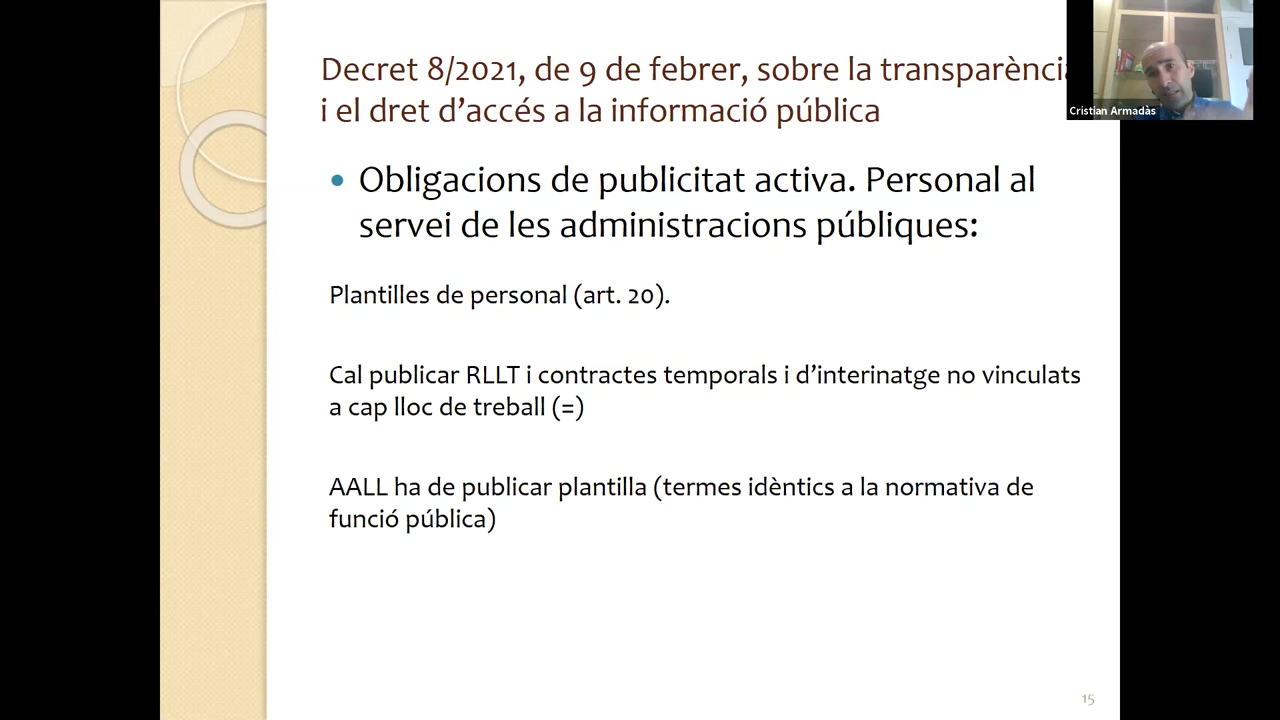 Decret 8/2021, de 9 de febrer, sobre la transparència
i el dret d’accés a la informació pública
Cristian Armadàs
• Obligacions de publicitat activa. Personal al
servei de les administracions públiques:
Plantilles de personal (art. 20).
Cal publicar RLLT i contractes temporals i d’interinatge no vinculats
a cap lloc de treball (=)
AALL ha de publicar plantilla (termes idèntics a la normativa de
funció pública)
15